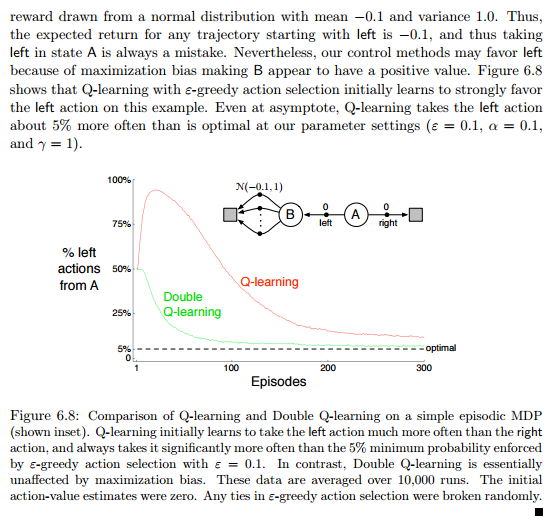 reward drawn from a normal distribution with mean −0.1 and variance 1.0. Thus,
the expected return for any trajectory starting with left is −0.1, and thus taking
left in state A is always a mistake. Nevertheless, our control methods may favor left
because of maximization bias making B appear to have a positive value. Figure 6.8
shows that Q-learning with ε-greedy action selection initially learns to strongly favor
the left action on this example. Even at asymptote, Q-learning takes the left action
about 5% more often than is optimal at our parameter settings (ε = 0.1, α = 0.1,
and γ = 1).
100%
N(−0.1,1)
B
0
left
A
0
right
75%
% left
actions
from A
50%
Q-learning
Double
Q-learning
25%
5%
optimal
0
1
100
200
300
Episodes
Figure 6.8: Comparison of Q-learning and Double Q-learning on a simple episodic MDP
(shown inset). Q-learning initially learns to take the left action much more often than the right
action, and always takes it significantly more often than the 5% minimum probability enforced
by ε-greedy action selection with ε = 0.1. In contrast, Double Q-learning is essentially
unaffected by maximization bias. These data are averaged over 10,000 runs. The initial
action-value estimates were zero. Any ties in ε-greedy action selection were broken randomly.